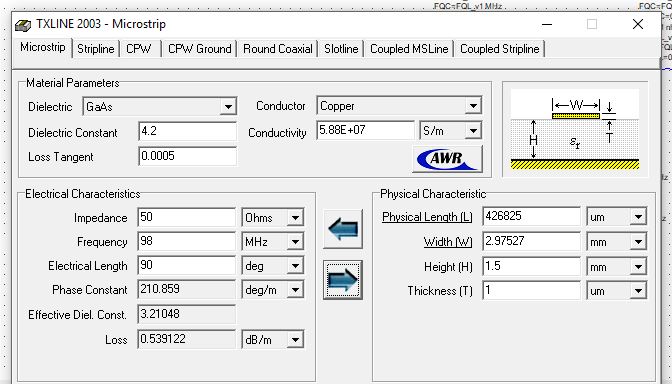 .FQC=FQL_v1 MHz
TXLINE 2003 - Microstrip
Microstrip Stripline CPW CPW Ground Round Coaxial Slotline Coupled MSLine Coupled Stripline
Material Parameters
Dielectric GaAs Conductor Copper
Dielectric Constant 4.2 Conductivity 5.88E+07 S/m
Loss Tangent 0.0005 AWR
W
H εr T
Electrical Characteristics
Impedance 50 Ohms
Frequency 98 MHz
Electrical Length 90 deg
Phase Constant 210.859 deg/m
Effective Diel. Const. 3.21048
Loss 0.539122 dB/m
Physical Characteristic
Physical Length (L) 426825 um
Width (W) 2.97527 mm
Height (H) 1.5 mm
Thickness (T) 1 um